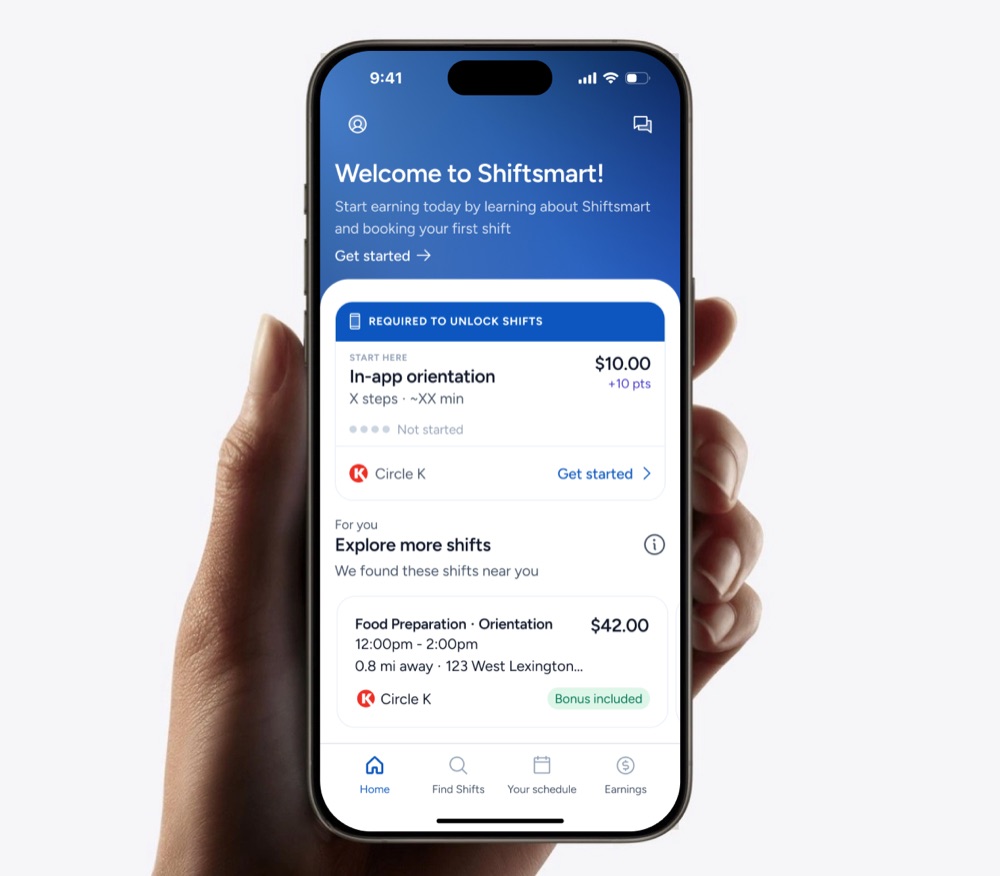 9:41
Welcome to Shiftsmart!
Start earning today by learning about Shiftsmart
and booking your first shift
Get started →
REQUIRED TO UNLOCK SHIFTS
START HERE
In-app orientation
$10.00
+10 pts
X steps · ~XX min
Not started
K Circle K
Get started >
For you
Explore more shifts
We found these shifts near you
Food Preparation · Orientation
$42.00
12:00pm - 2:00pm
0.8 mi away · 123 West Lexington...
K Circle K
Bonus included
Home
Find Shifts
Your schedule
Earnings